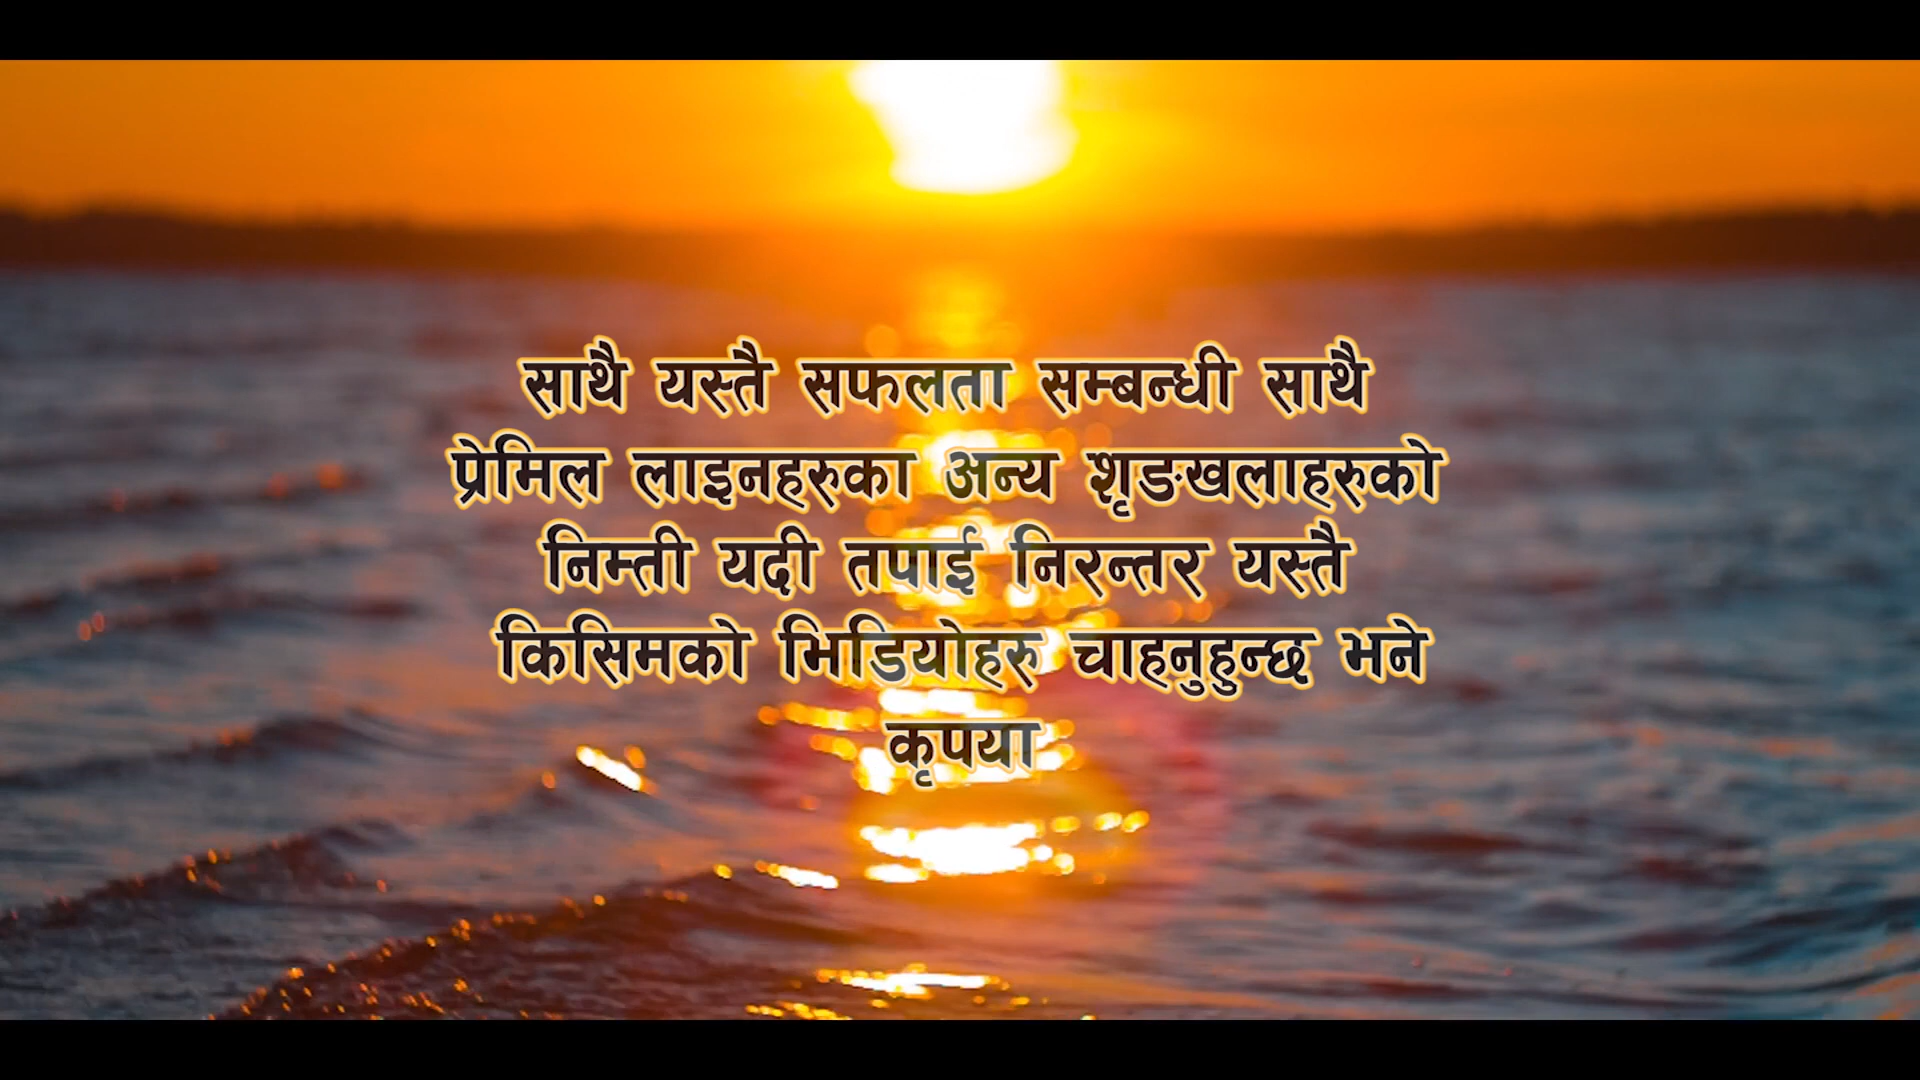 साथै यस्तै सफलता सम्बन्धी साथै
प्रेमिल लाइनहरुका अन्य शृङखलाहरुको
निम्ती यदी तपाई निरन्तर यस्तै
किसिमको भिडियोहरु चाहनुहुन्छ भने
कृपया